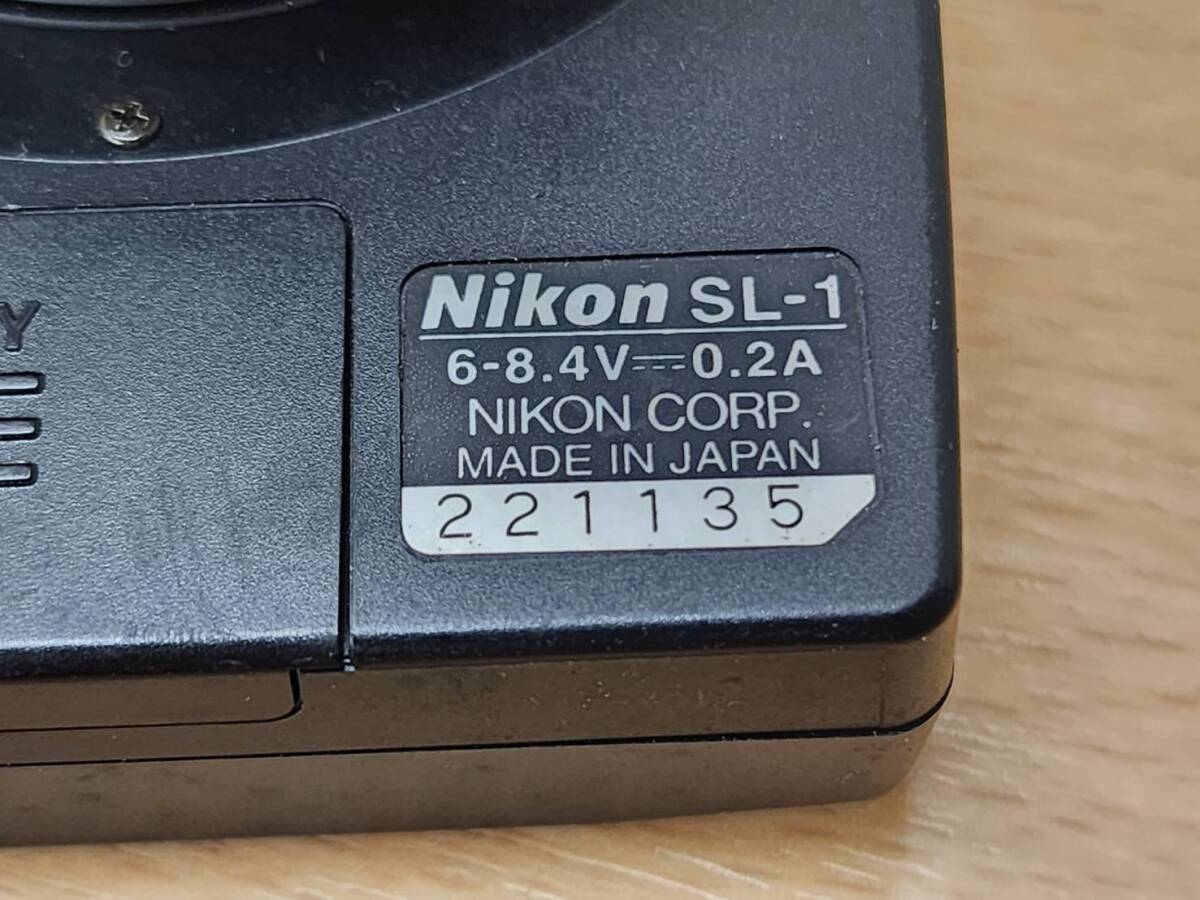 Y
Nikon SL-1
6-8.4V⎓0.2A
NIKON CORP.
MADE IN JAPAN
221135